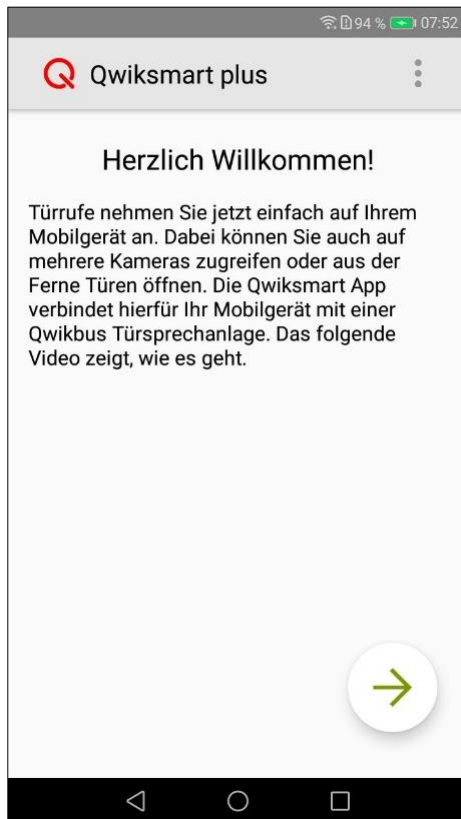 94 % 07:52
Qwiksmart plus
Herzlich Willkommen!
Türrufe nehmen Sie jetzt einfach auf Ihrem
Mobilgerät an. Dabei können Sie auch auf
mehrere Kameras zugreifen oder aus der
Ferne Türen öffnen. Die Qwiksmart App
verbindet hierfür Ihr Mobilgerät mit einer
Qwikbus Türsprechanlage. Das folgende
Video zeigt, wie es geht.